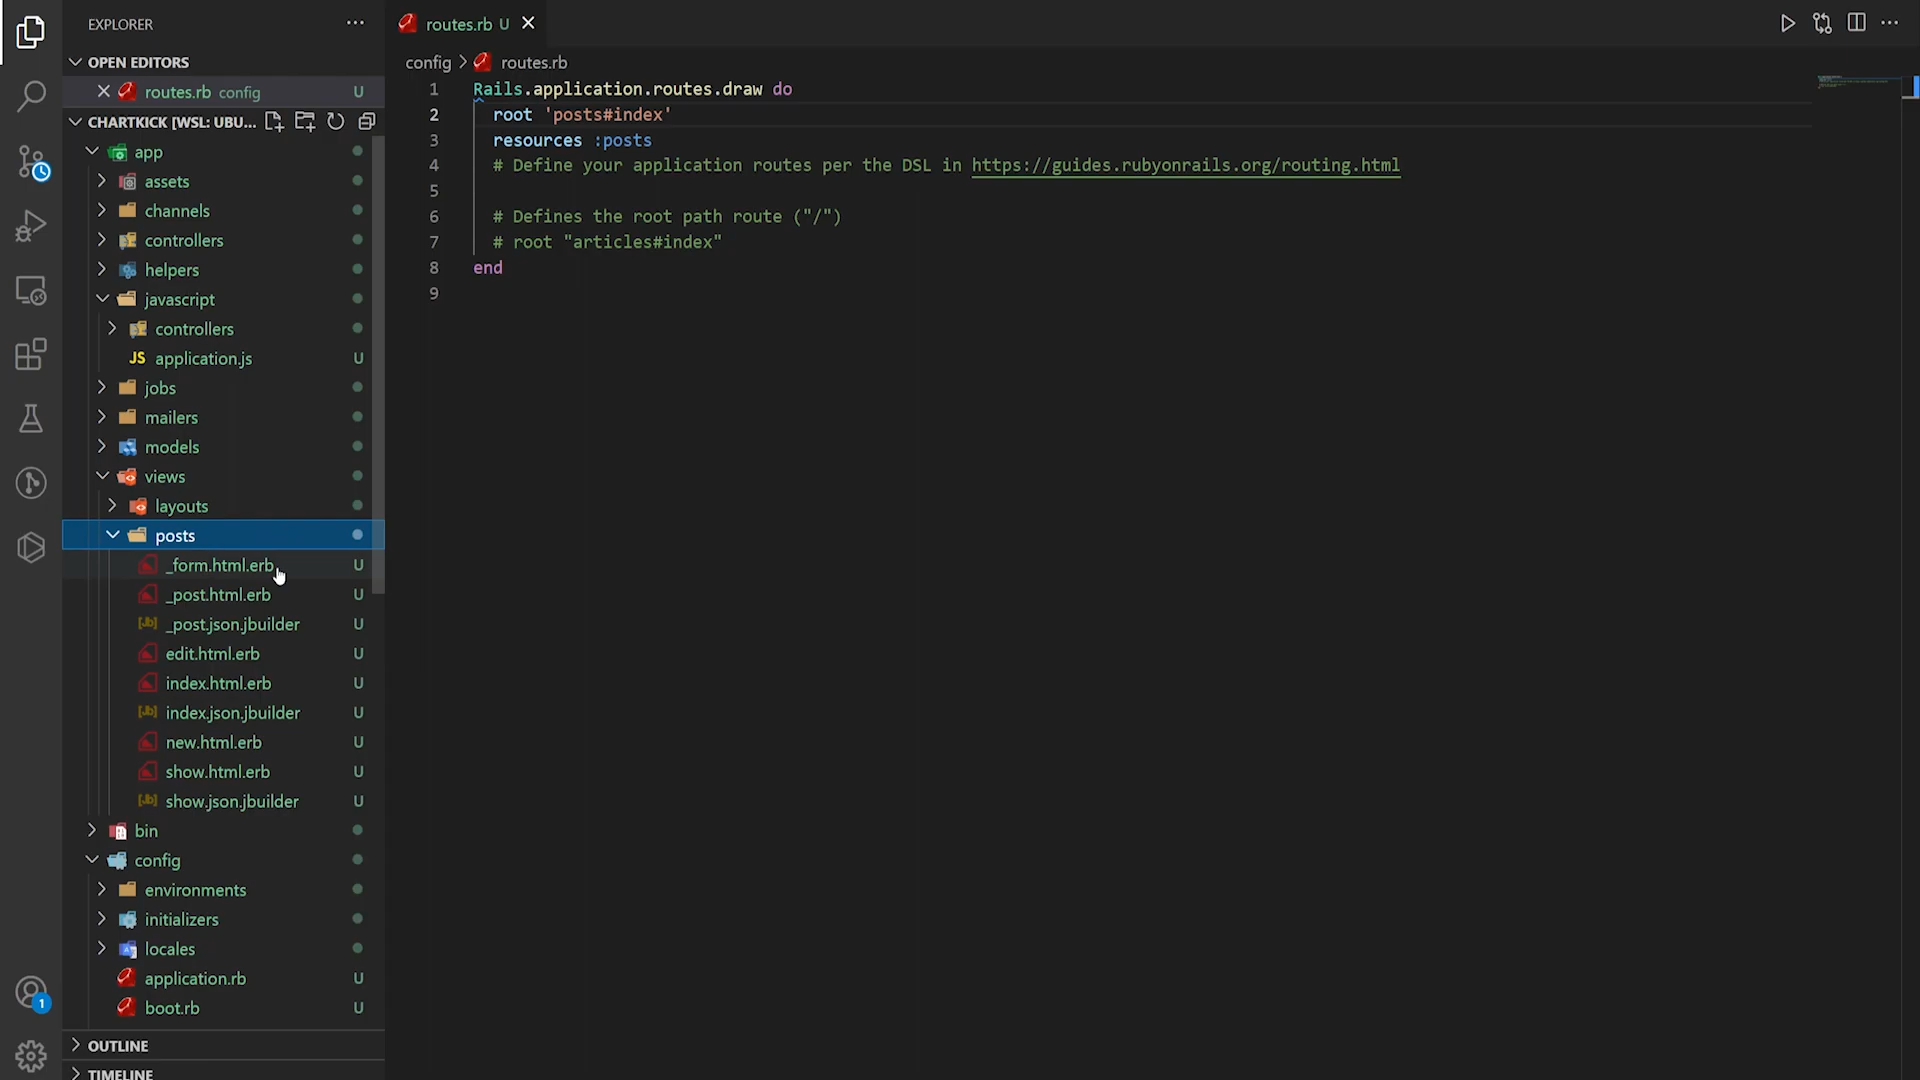 EXPLORER
OPEN EDITORS
routes.rb config U
CHARTKICK [WSL: UBU...
app
assets
channels
controllers
helpers
javascript
controllers
JS application.js U
jobs
mailers
models
views
layouts
posts
_form.html.erb U
_post.html.erb U
[Jb] _post.json.jbuilder U
edit.html.erb U
index.html.erb U
[Jb] index.json.jbuilder U
new.html.erb U
show.html.erb U
[Jb] show.json.jbuilder U
bin
config
environments
initializers
locales
application.rb U
boot.rb U
OUTLINE
TIMELINE
1
routes.rb U
config > routes.rb
1 Rails.application.routes.draw do
2 root 'posts#index'
3 resources :posts
4 # Define your application routes per the DSL in https://guides.rubyonrails.org/routing.html
5
6 # Defines the root path route ("/")
7 # root "articles#index"
8 end
9